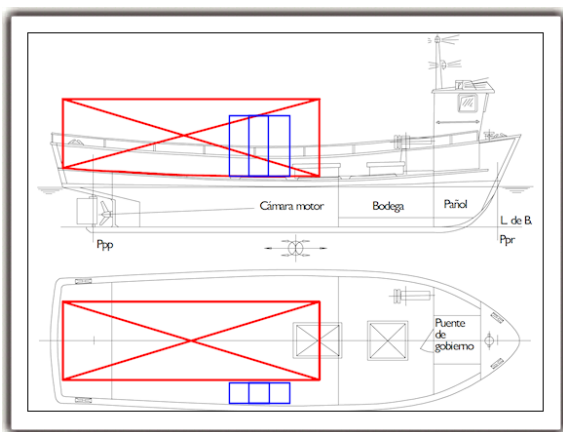 Cámara motor
Bodega
Pañol
L. de B.
Ppp
Ppr
Puente
de
gobierno